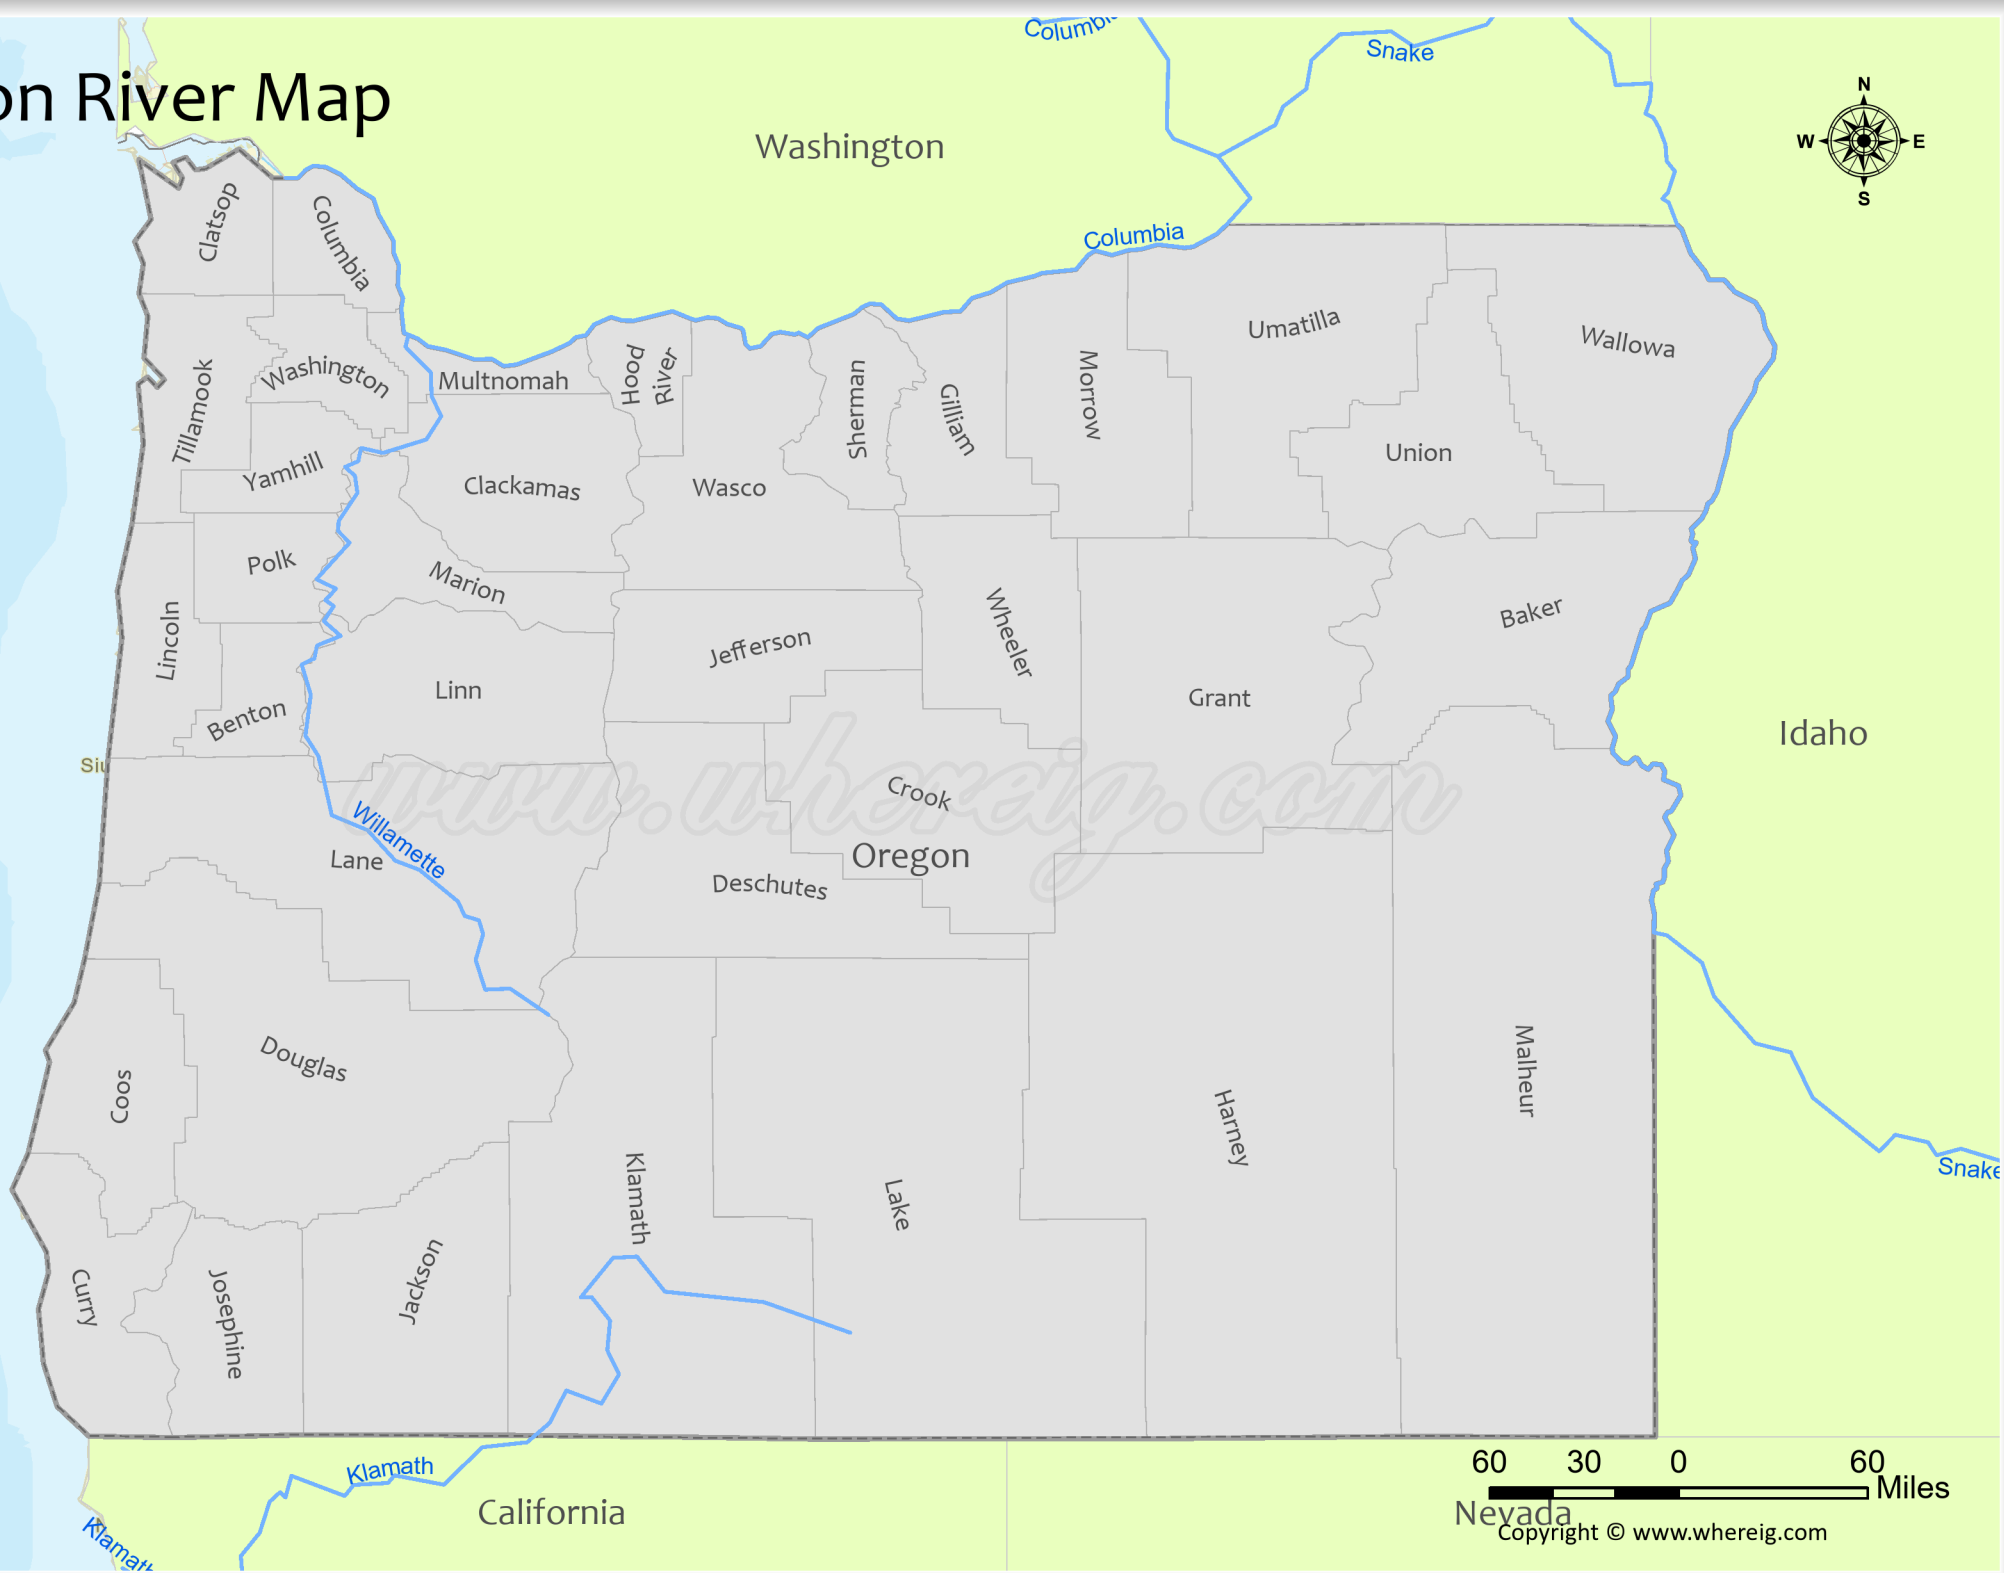 Columbia
Snake
on River Map
N
W
E
S
Washington
Clatsop
Columbia
Columbia
Umatilla
Wallowa
Hood
River
Washington
Multnomah
Tillamook
Sherman
Gilliam
Morrow
Union
Yamhill
Clackamas
Wasco
Polk
Marion
Baker
Lincoln
Jefferson
Wheeler
Linn
Grant
Benton
Idaho
Siu
www.whereig.com
Crook
Willamette
Lane
Oregon
Deschutes
Douglas
Coos
Malheur
Harney
Snake
Klamath
Lake
Curry
Josephine
Jackson
Klamath
60 30 0 60
Miles
California
Nevada
Copyright © www.whereig.com
Klamath